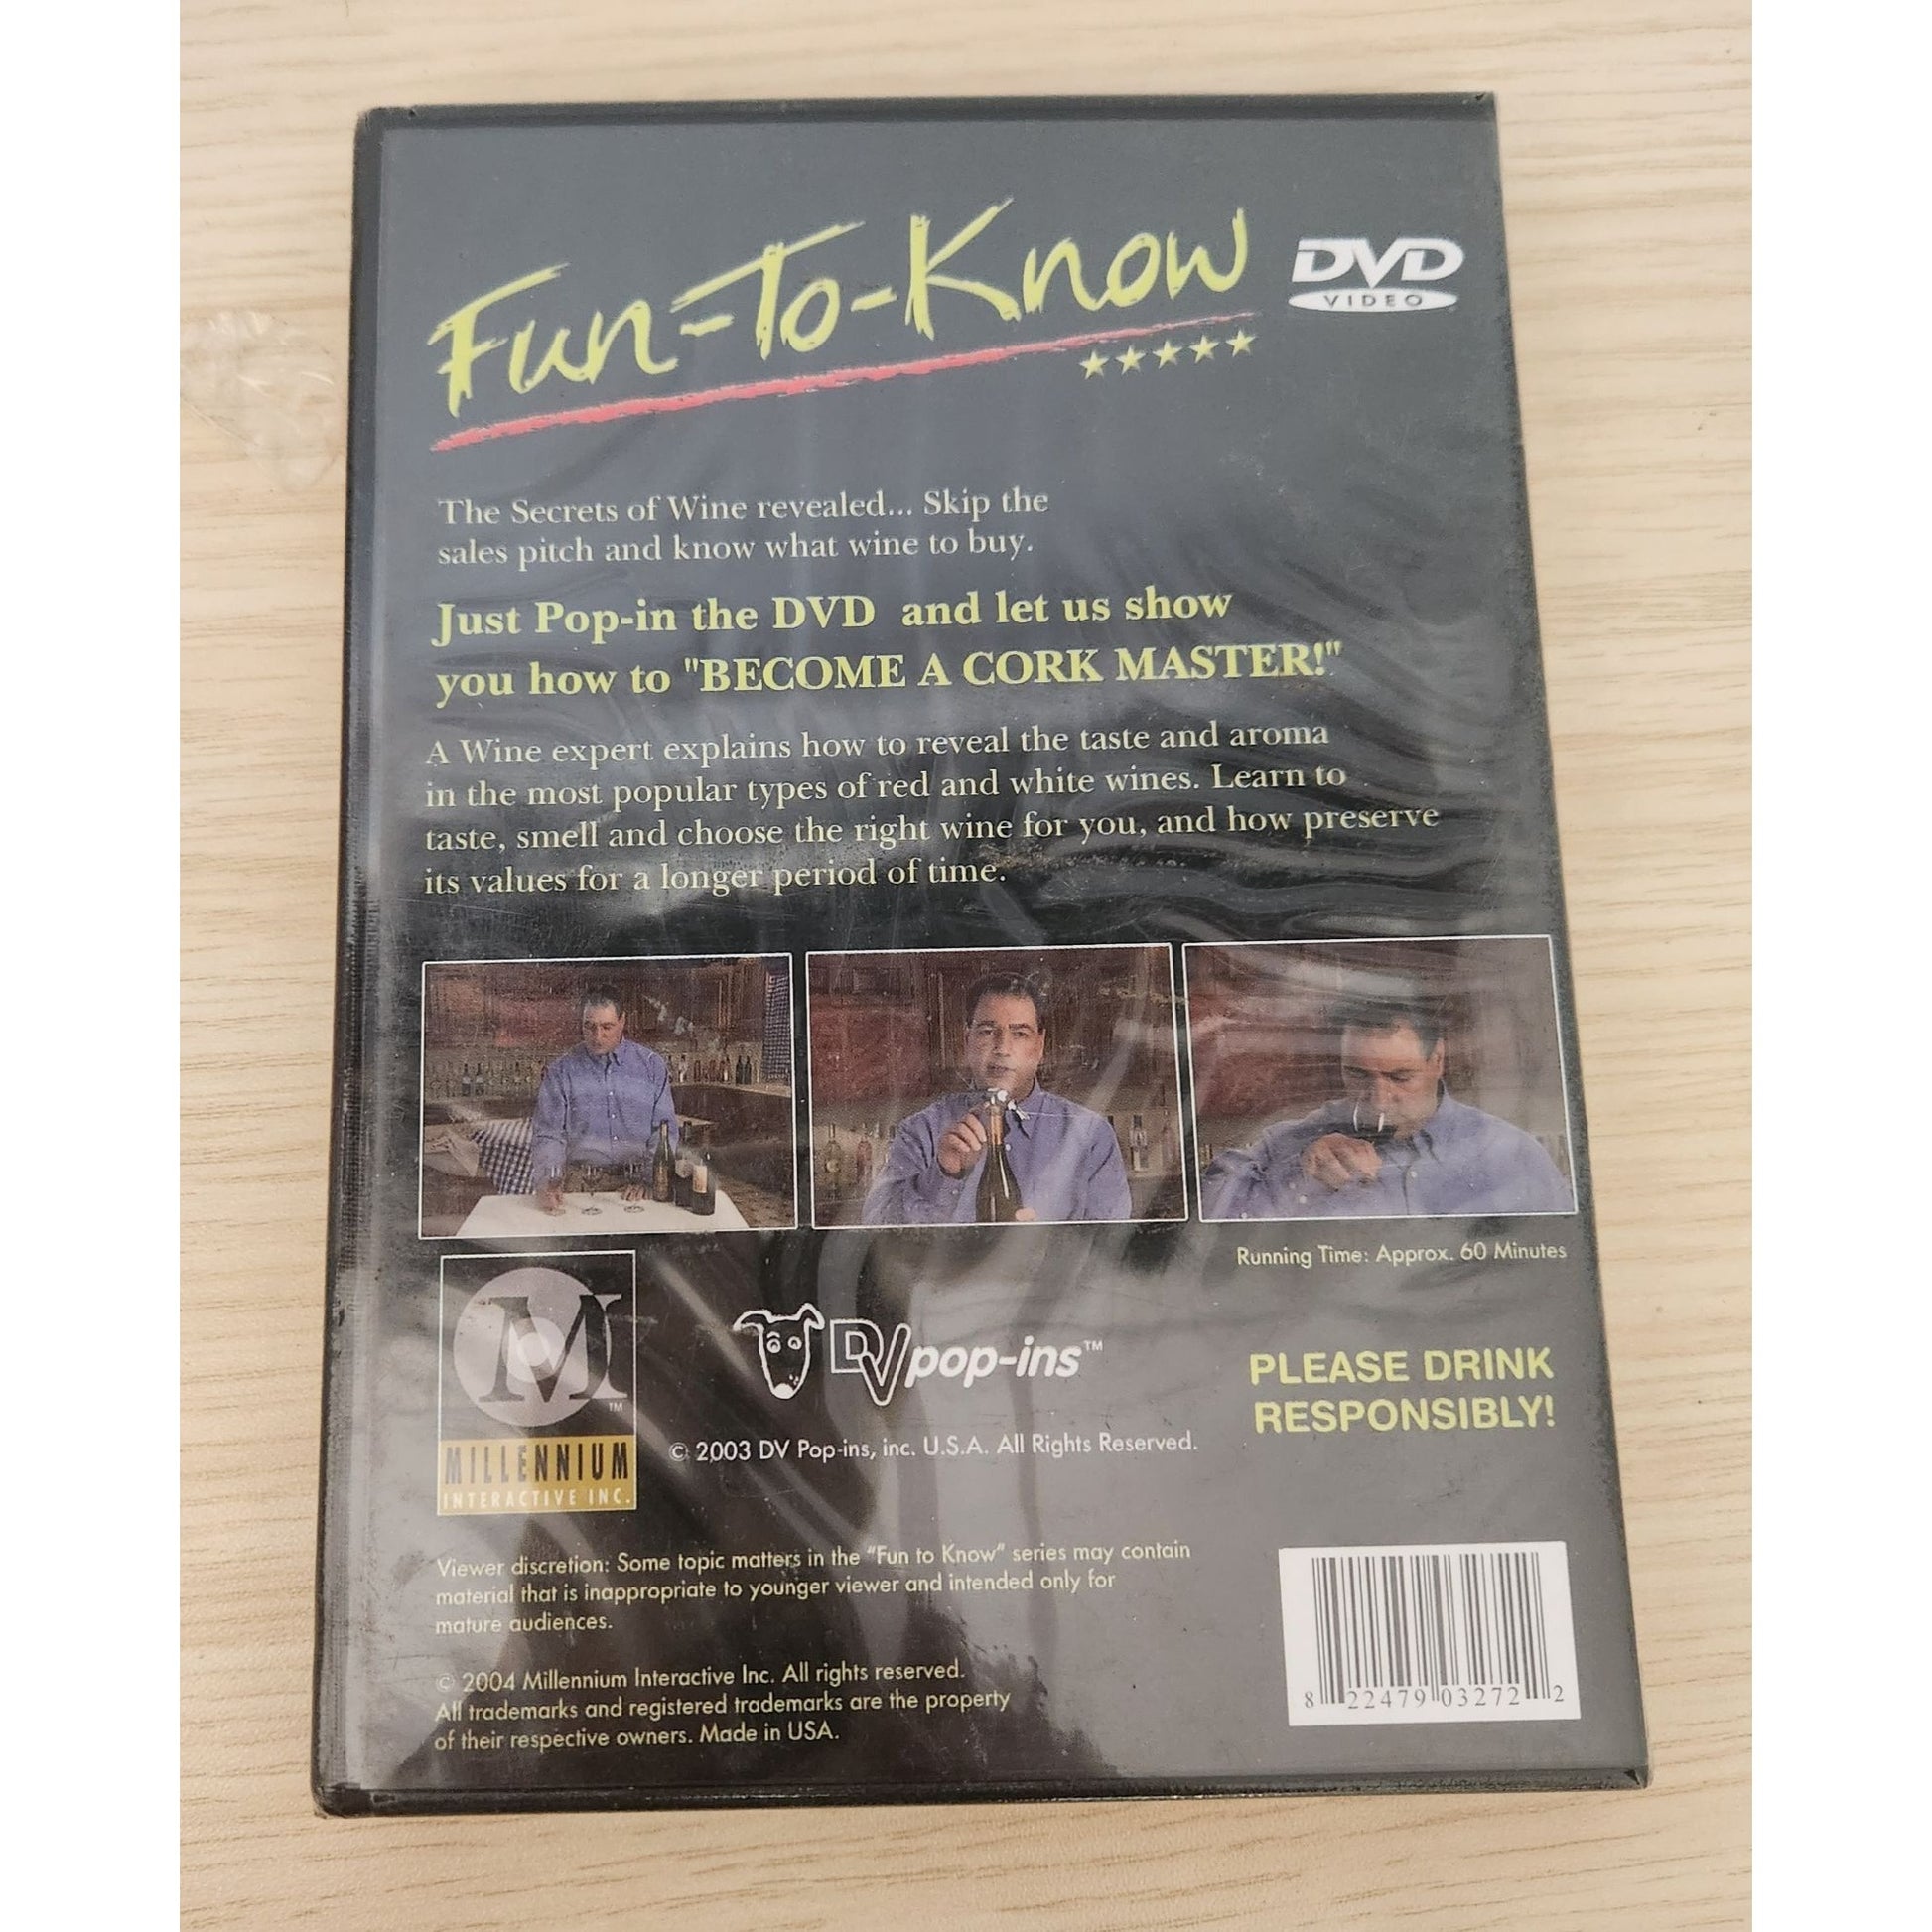 Fun-To-Know
DVD
VIDEO
The Secrets of Wine revealed... Skip the
sales pitch and know what wine to buy.
Just Pop-in the DVD and let us show
you how to "BECOME A CORK MASTER!"
A Wine expert explains how to reveal the taste and aroma
in the most popular types of red and white wines. Learn to
taste, smell and choose the right wine for you, and how preserve
its values for a longer period of time.
Running Time: Approx. 60 Minutes
M
TM
MILLENNIUM
INTERACTIVE INC.
DV pop-ins™
© 2003 DV Pop-ins, inc. U.S.A. All Rights Reserved.
PLEASE DRINK
RESPONSIBLY!
Viewer discretion: Some topic matters in the "Fun to Know" series may contain
material that is inappropriate to younger viewer and intended only for
mature audiences.
© 2004 Millennium Interactive Inc. All rights reserved.
All trademarks and registered trademarks are the property
of their respective owners. Made in USA.
8 22479 03272 2